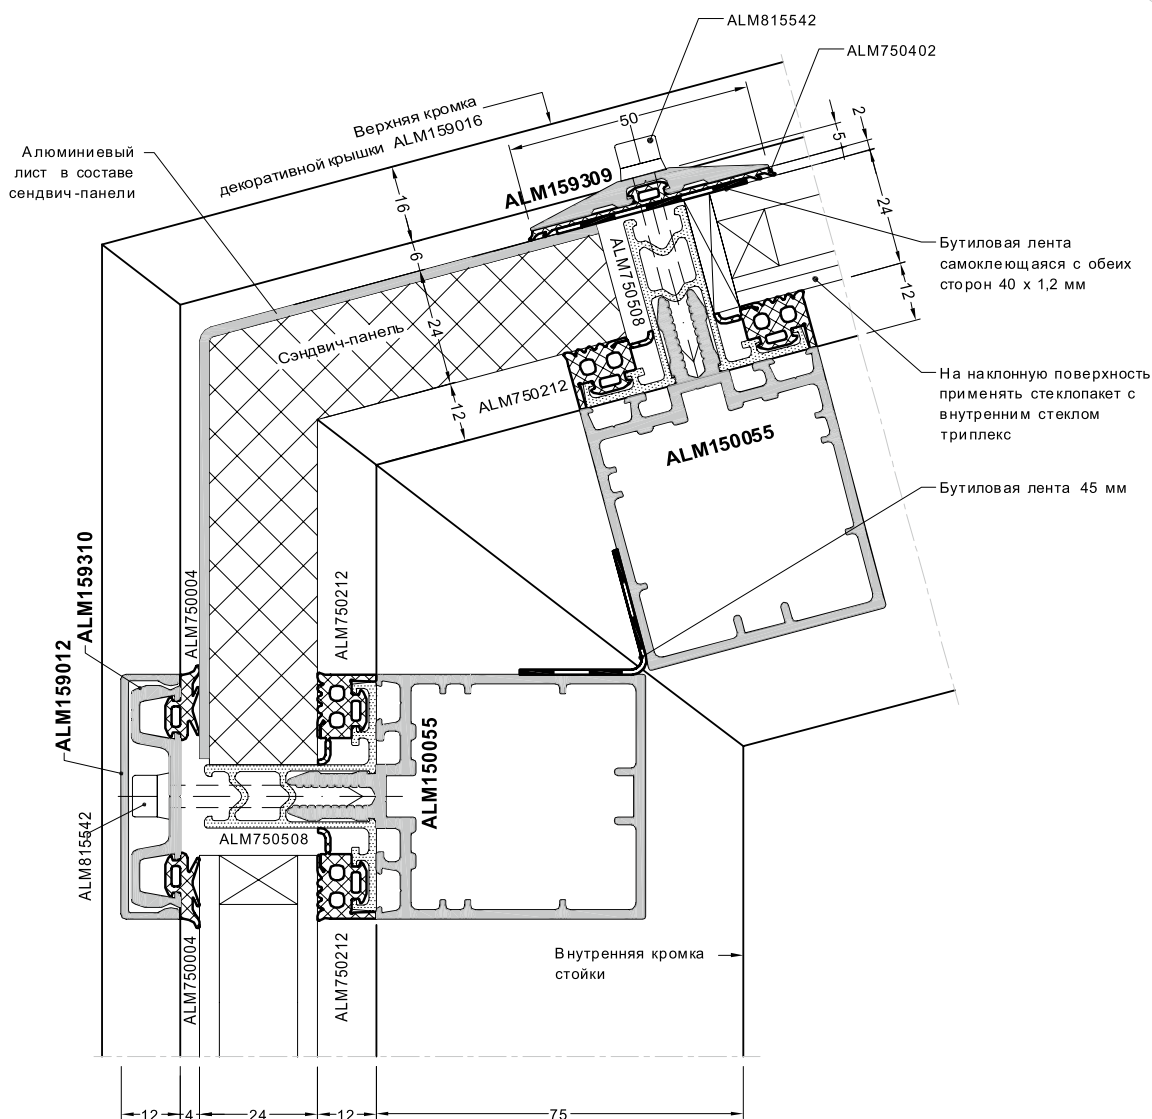 ALM815542
ALM750402
Верхняя кромка
декоративной крышки ALM159016
50
2
5
Алюминиевый
лист в составе
сендвич-панели
16
ALM159309
24
6
ALM750508
Бутиловая лента
самоклеющаяся с обеих
сторон 40 x 1,2 мм
12
Сэндвич-панель
24
ALM750212
12
На наклонную поверхность
применять стеклопакет с
внутренним стеклом
триплекс
ALM150055
Бутиловая лента 45 мм
ALM159012
ALM159310
ALM750004
ALM750212
ALM150055
ALM815542
ALM750508
ALM750004
ALM750212
Внутренняя кромка
стойки
12
4
24
12
75